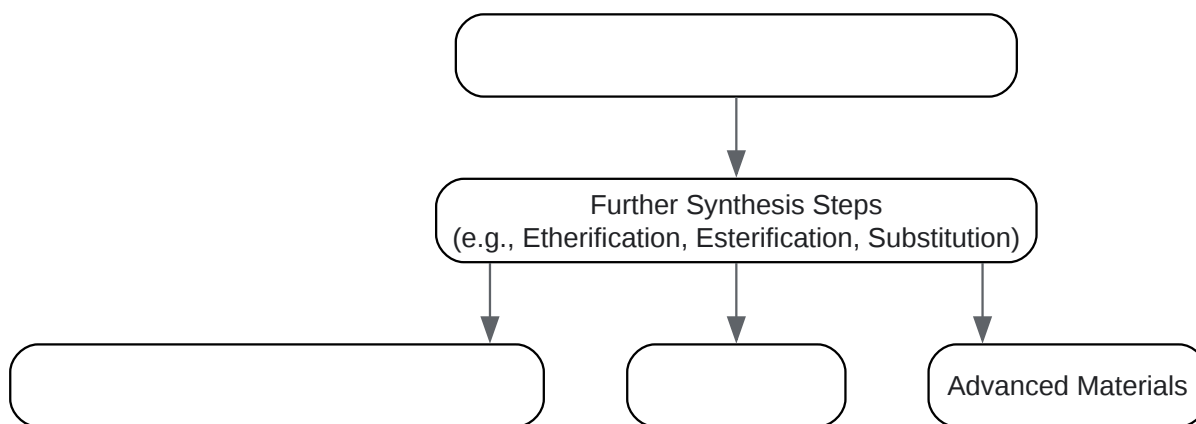 Further Synthesis Steps
(e.g., Etherification, Esterification, Substitution)
Advanced Materials